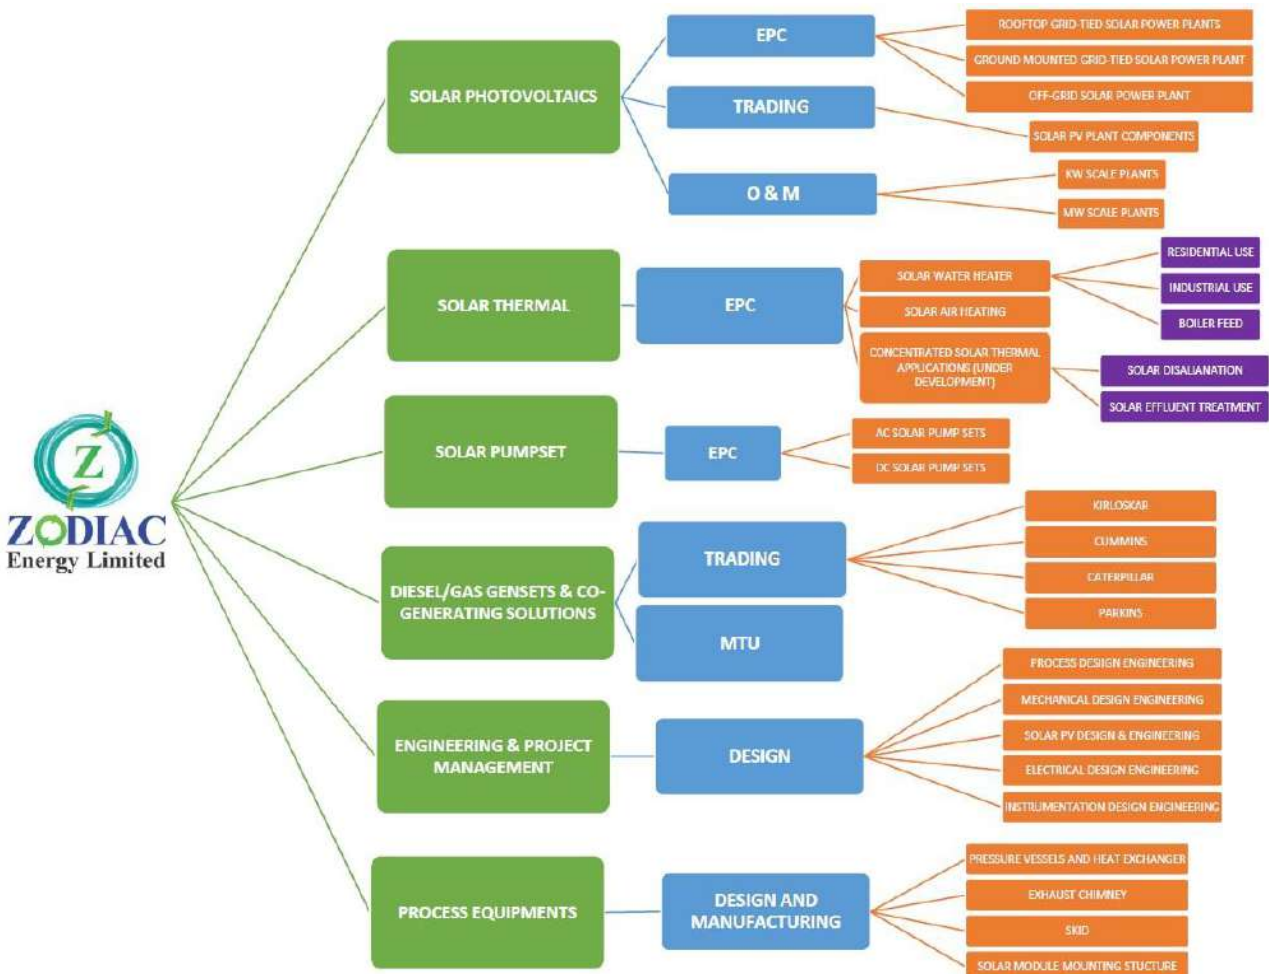 ZODIAC
Energy Limited
SOLAR PHOTOVOLTAICS
EPC
ROOFTOP GRID-TIED SOLAR POWER PLANTS
GROUND MOUNTED GRID-TIED SOLAR POWER PLANT
OFF-GRID SOLAR POWER PLANT
TRADING
SOLAR PV PLANT COMPONENTS
O & M
KW SCALE PLANTS
MW SCALE PLANTS
SOLAR THERMAL
EPC
SOLAR WATER HEATER
RESIDENTIAL USE
INDUSTRIAL USE
BOILER FEED
SOLAR AIR HEATING
CONCENTRATED SOLAR THERMAL
APPLICATIONS (UNDER
DEVELOPMENT)
SOLAR DISALIANATION
SOLAR EFFLUENT TREATMENT
SOLAR PUMPSET
EPC
AC SOLAR PUMP SETS
DC SOLAR PUMP SETS
DIESEL/GAS GENSETS & CO-
GENERATING SOLUTIONS
TRADING
KIRLOSKAR
CUMMINS
CATERPILLAR
PARKINS
MTU
ENGINEERING & PROJECT
MANAGEMENT
DESIGN
PROCESS DESIGN ENGINEERING
MECHANICAL DESIGN ENGINEERING
SOLAR PV DESIGN & ENGINEERING
ELECTRICAL DESIGN ENGINEERING
INSTRUMENTATION DESIGN ENGINEERING
PROCESS EQUIPMENTS
DESIGN AND
MANUFACTURING
PRESSURE VESSELS AND HEAT EXCHANGER
EXHAUST CHIMNEY
SKID
SOLAR MODULE MOUNTING STUCTURE
Z